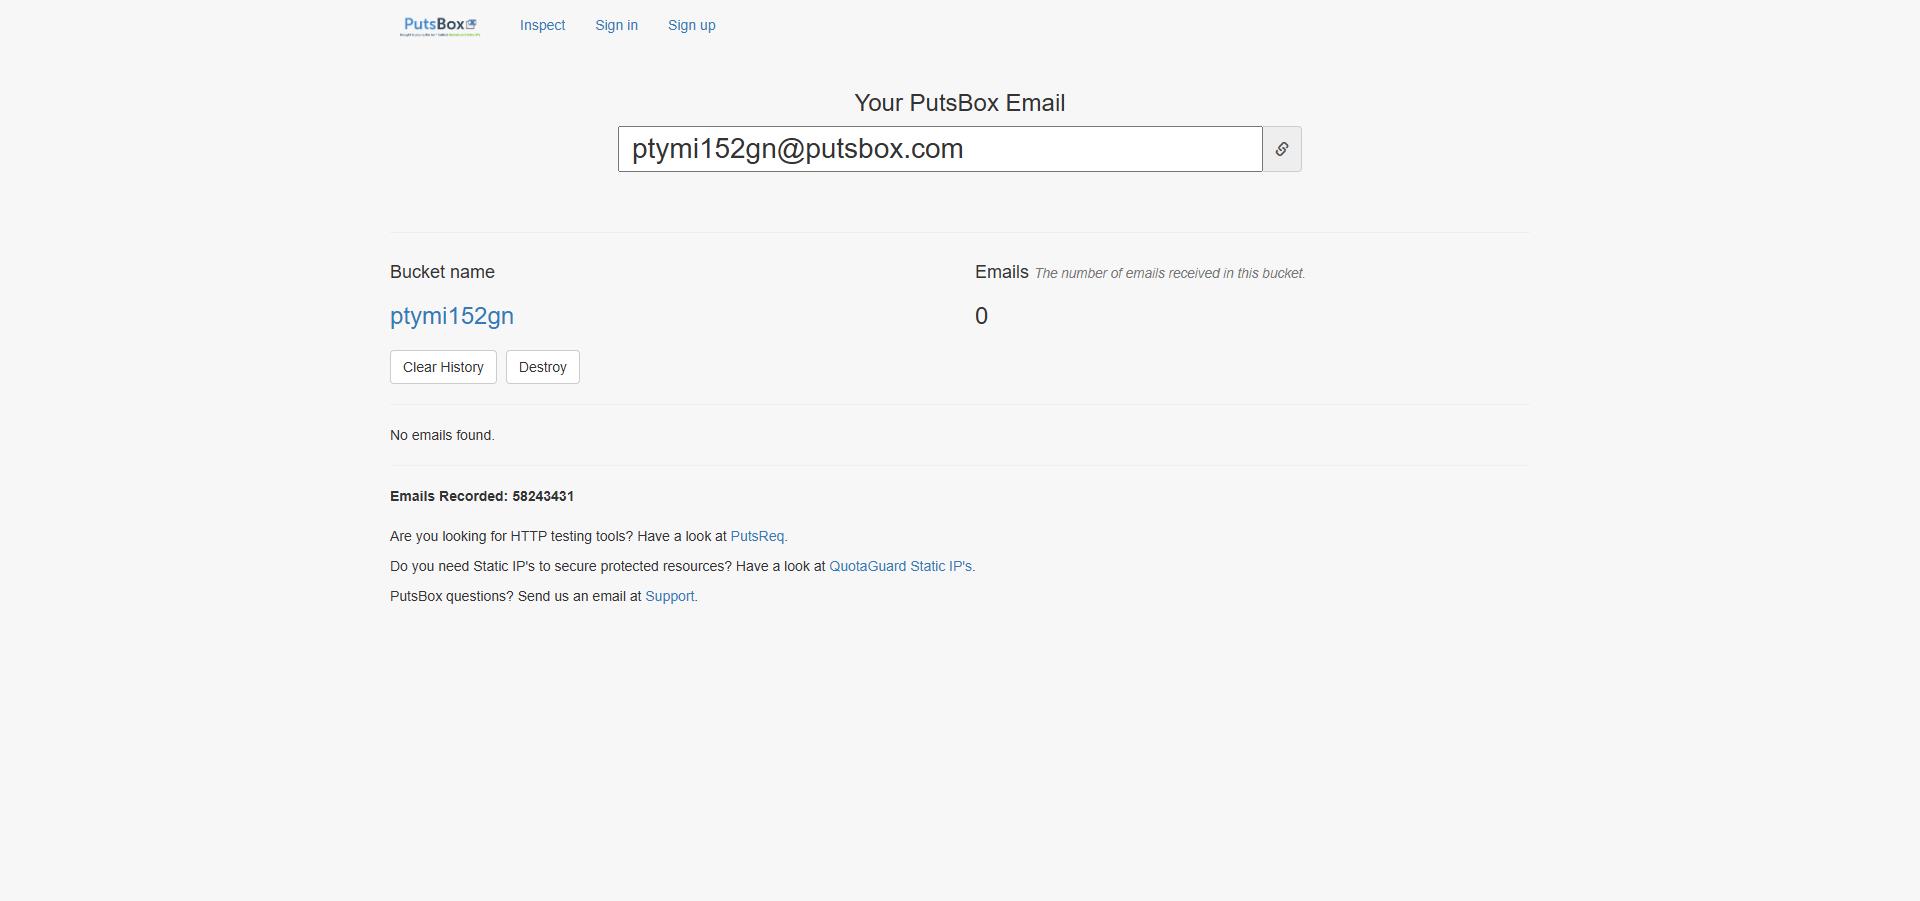 PutsBox
Inspect
Sign in
Sign up
Your PutsBox Email
ptymi152gn@putsbox.com
Bucket name
Emails The number of emails received in this bucket.
ptymi152gn
0
Clear History
Destroy
No emails found.
Emails Recorded: 58243431
Are you looking for HTTP testing tools? Have a look at PutsReq.
Do you need Static IP's to secure protected resources? Have a look at QuotaGuard Static IP's.
PutsBox questions? Send us an email at Support.